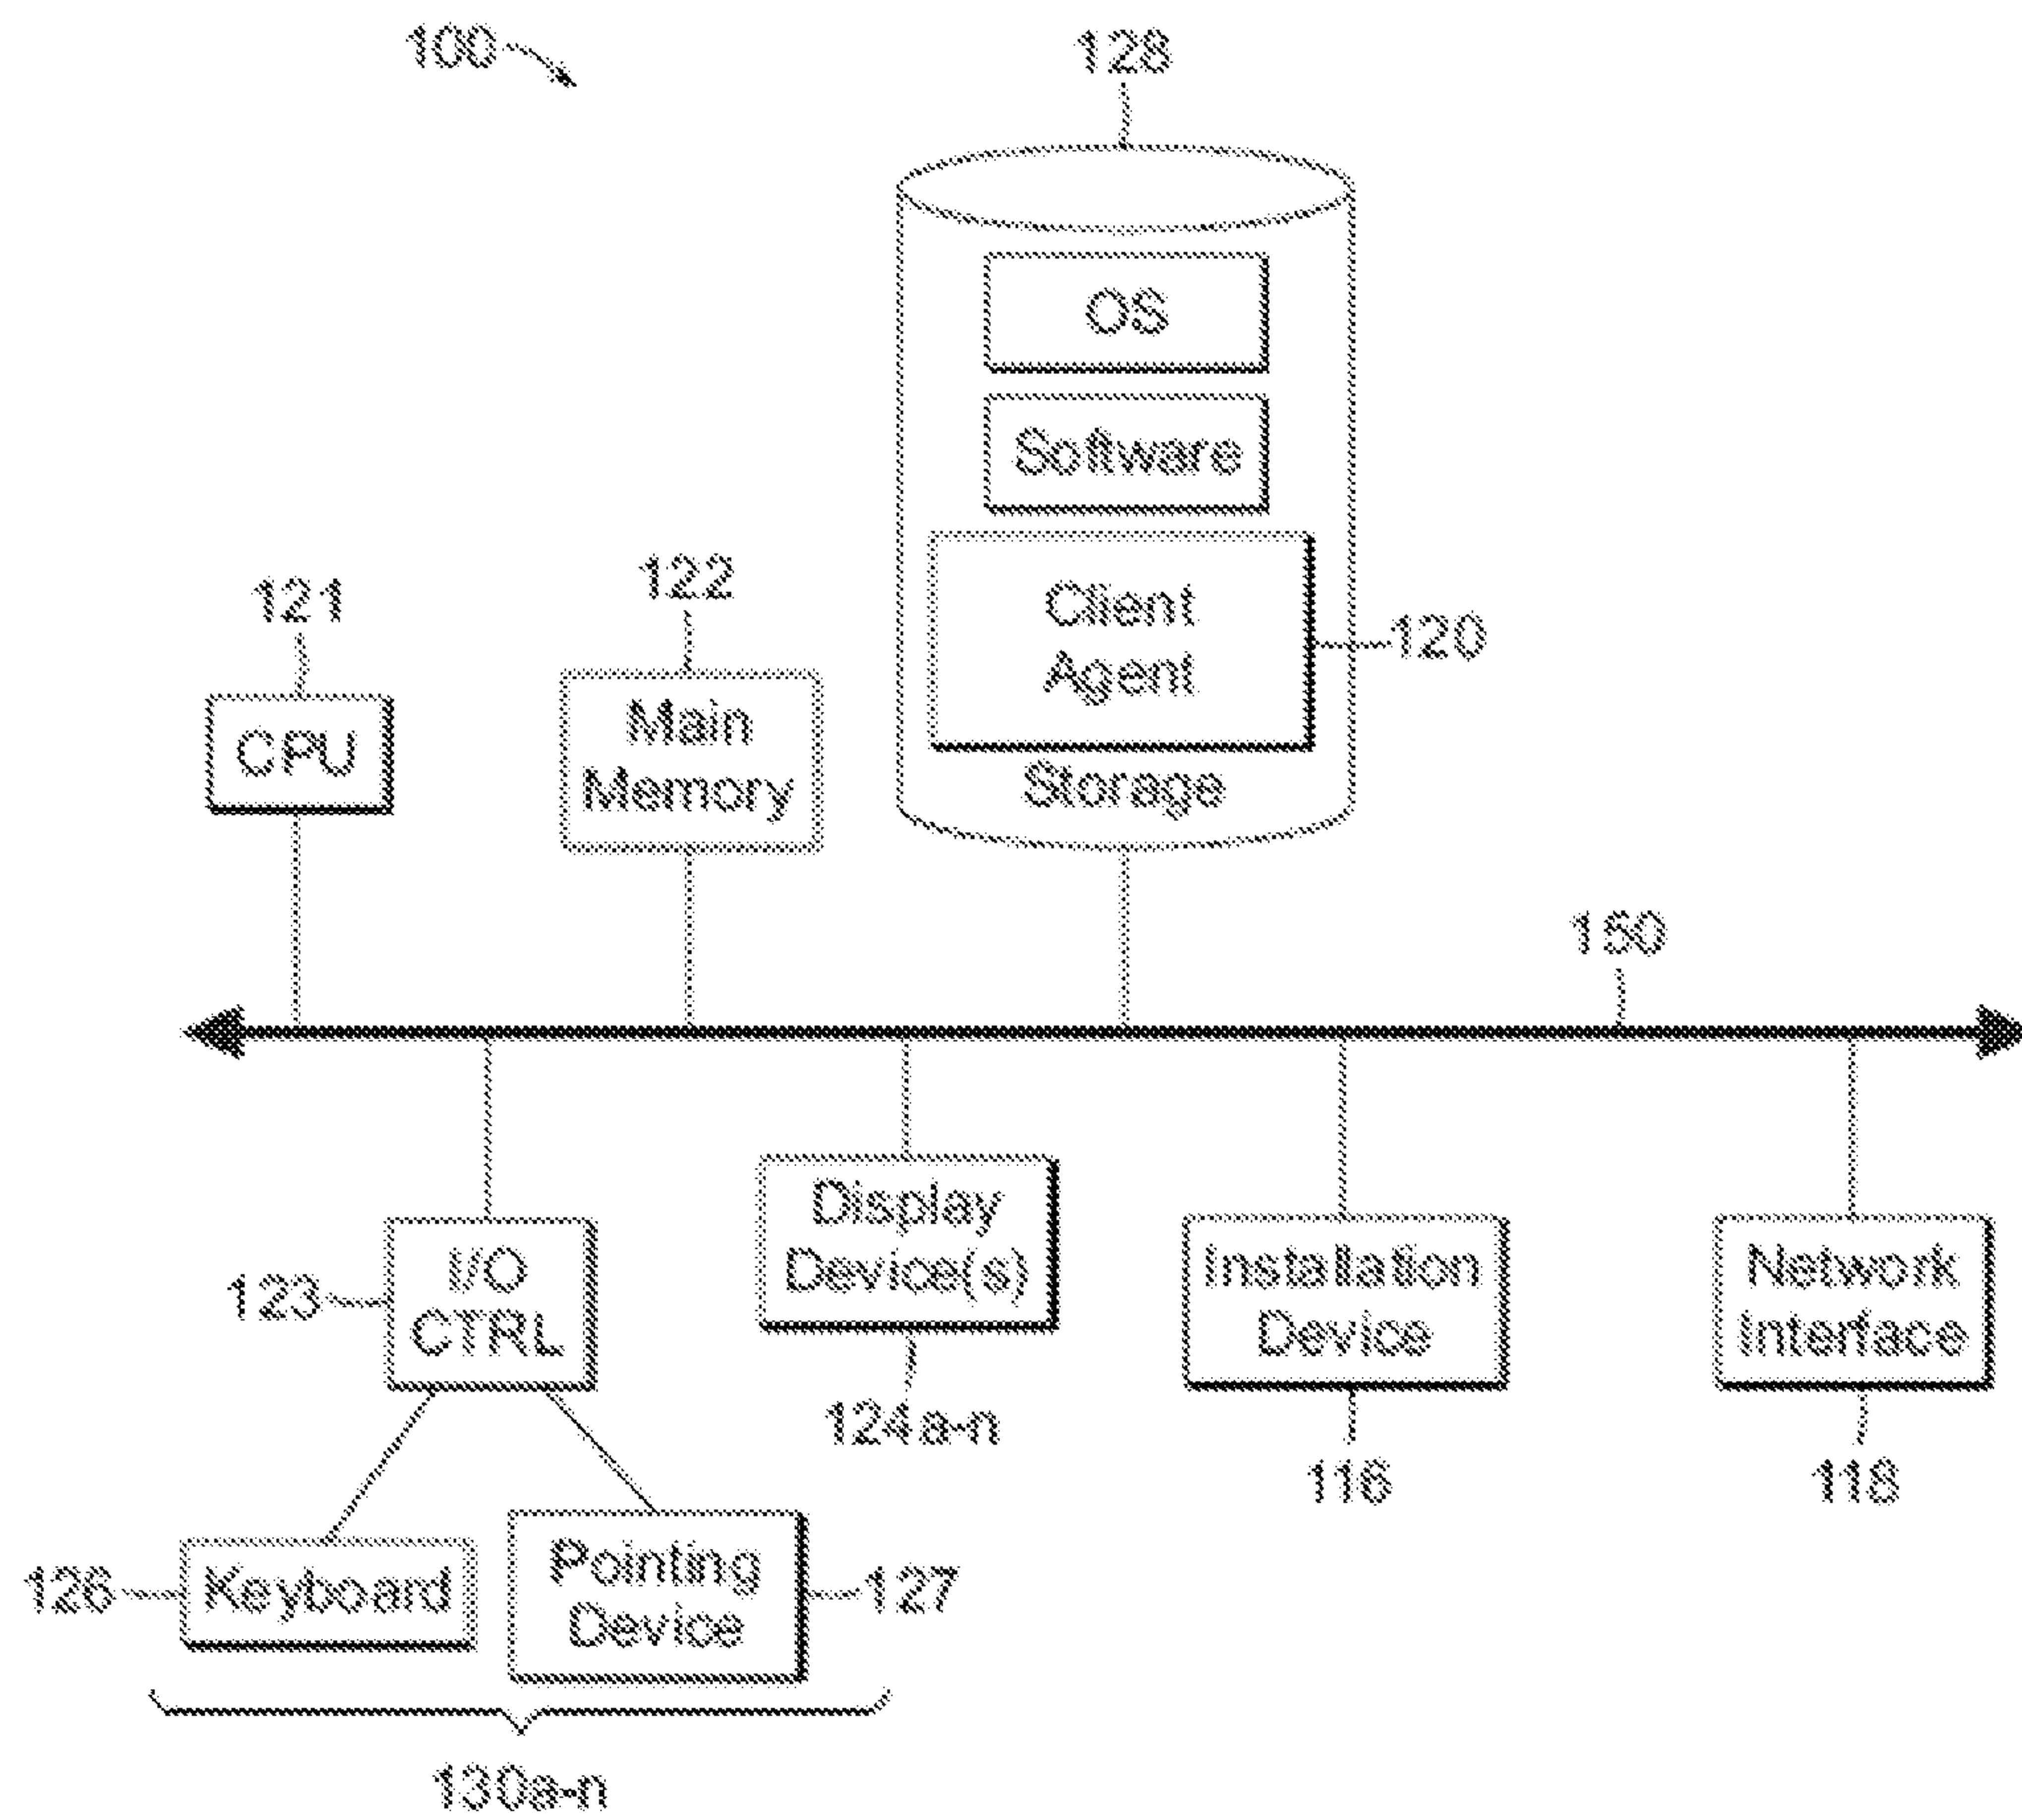 100
128
OS
Software
Client
Agent
120
Storage
121
CPU
122
Main
Memory
150
I/O
CTRL
123
Display
Device(s)
124a-n
Installation
Device
116
Network
Interface
118
126
Keyboard
Pointing
Device
127
130a-n